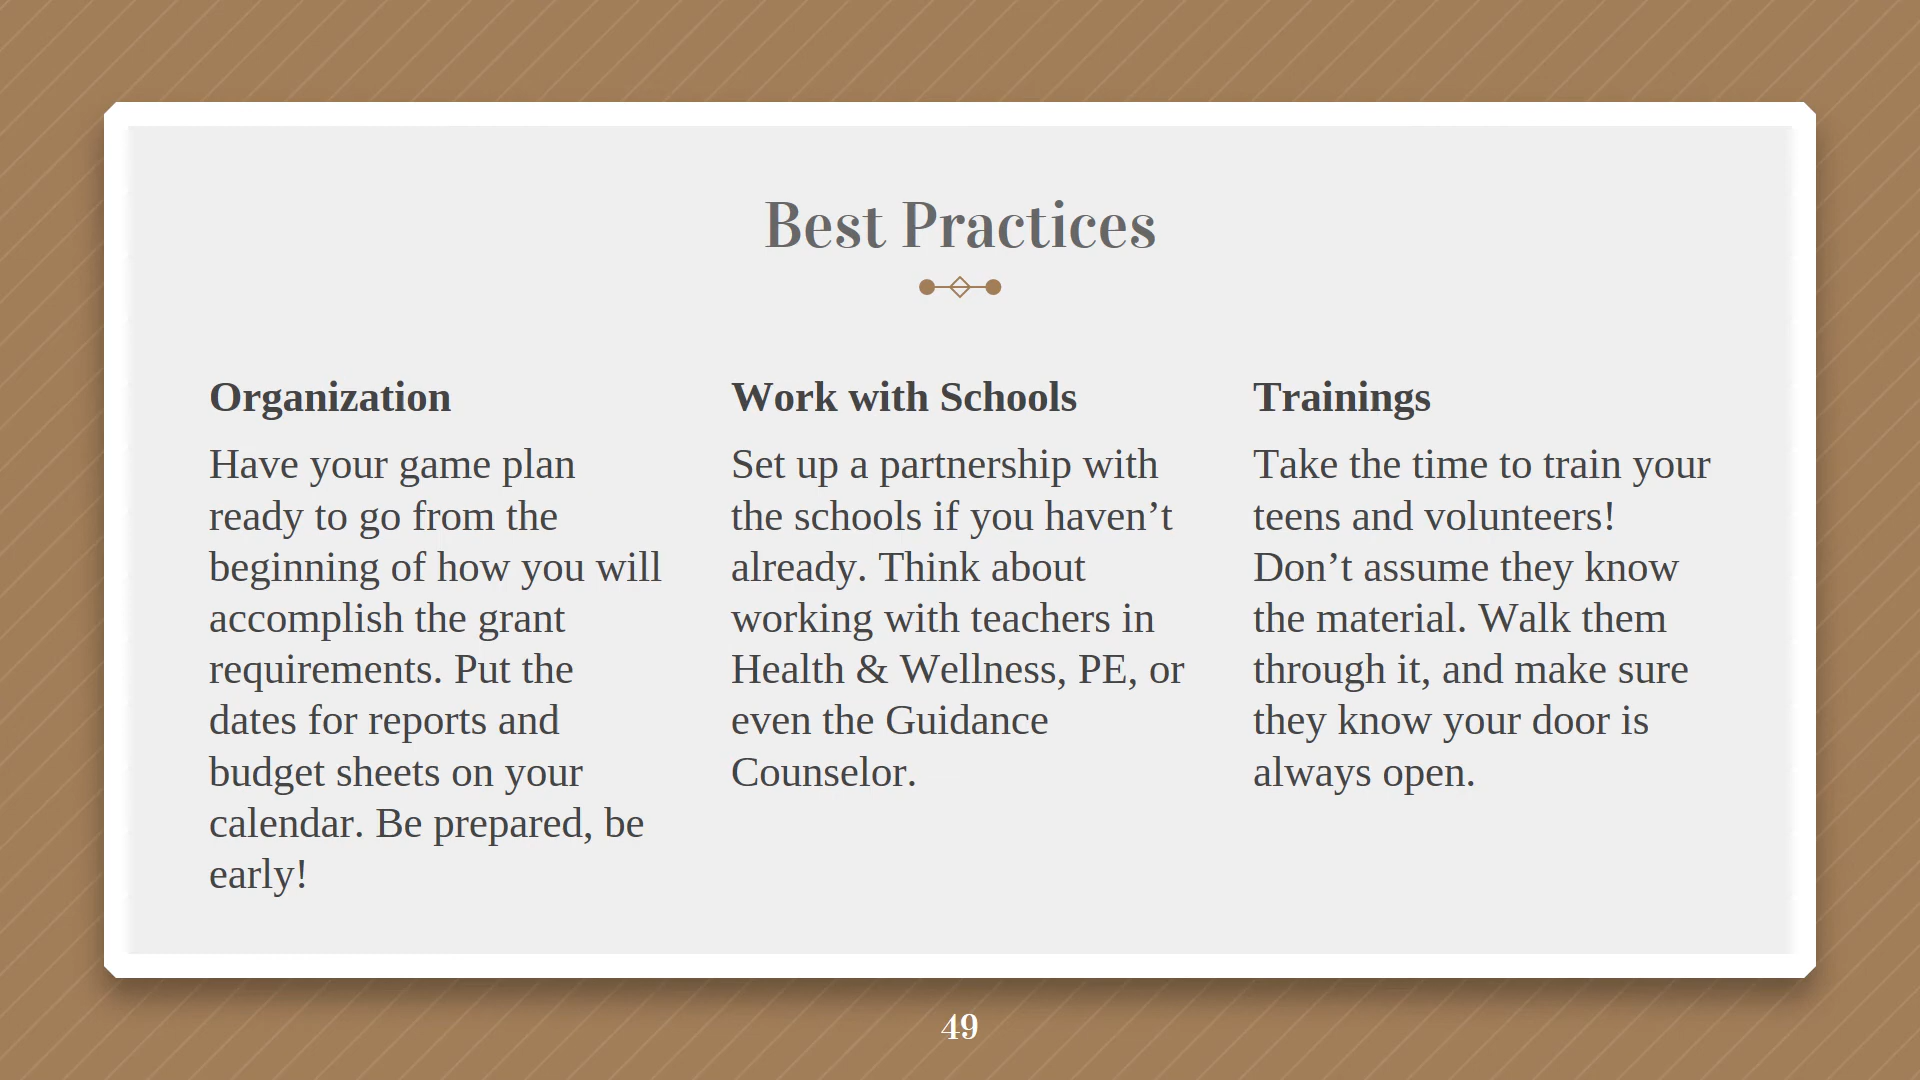 Best Practices
Organization
Have your game plan
ready to go from the
beginning of how you will
accomplish the grant
requirements. Put the
dates for reports and
budget sheets on your
calendar. Be prepared, be
early!
Work with Schools
Set up a partnership with
the schools if you haven’t
already. Think about
working with teachers in
Health & Wellness, PE, or
even the Guidance
Counselor.
Trainings
Take the time to train your
teens and volunteers!
Don’t assume they know
the material. Walk them
through it, and make sure
they know your door is
always open.
49